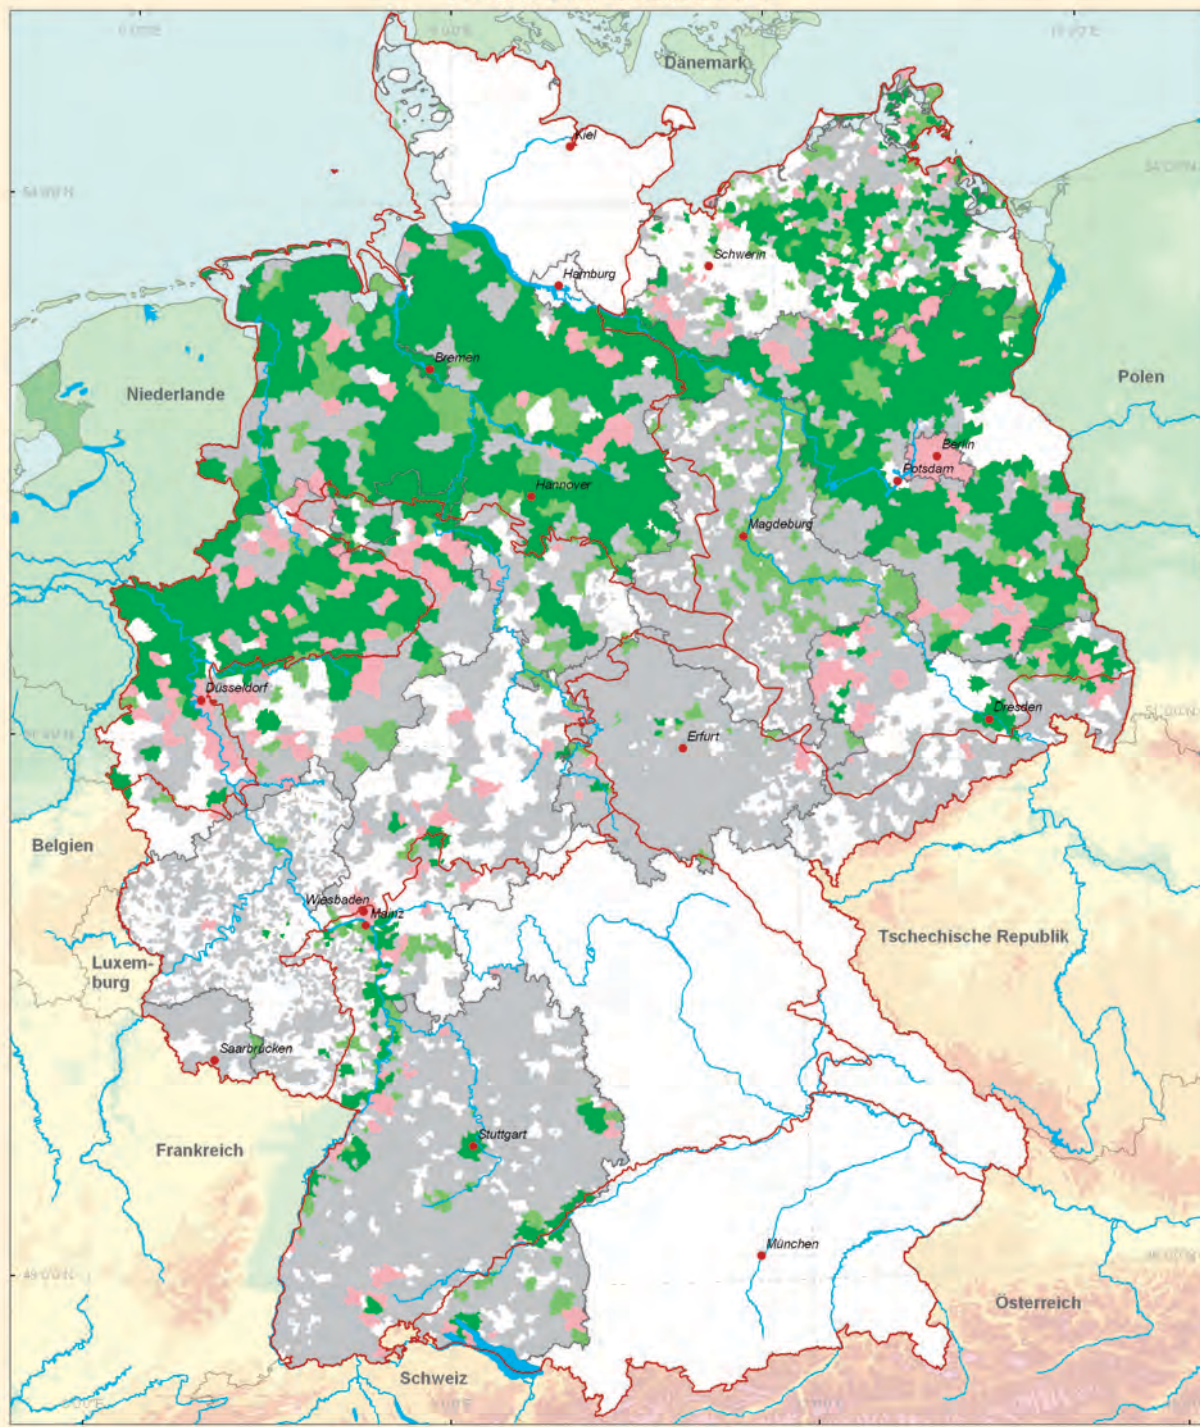 Dänemark
Kiel
Schwerin
Hamburg
Bremen
Niederlande
Polen
Berlin
Potsdam
Hannover
Magdeburg
Düsseldorf
Dresden
Erfurt
Belgien
Wiesbaden
Mainz
Tschechische Republik
Luxem-
burg
Saarbrücken
Stuttgart
Frankreich
München
Österreich
Schweiz